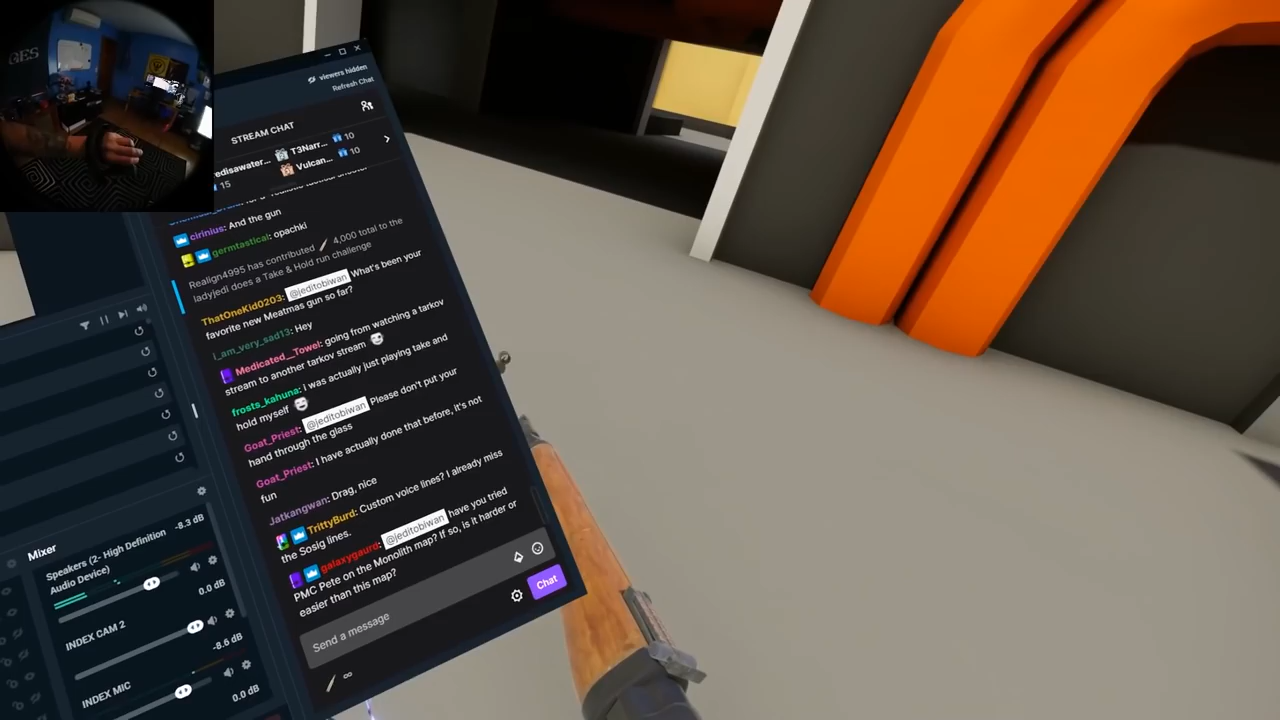 GES
viewers hidden
Refresh Chat
STREAM CHAT
edisawater... T3Narr... 10
15 Vulcan... 10
cirinius: And the gun
germtastical: opachki
Realign4995 has contributed 4,000 total to the
ladyjedi does a Take & Hold run challenge
ThatOneKid0203: @jeditobiwan What's been your
favorite new Meatmas gun so far?
i_am_very_sad13: Hey
Medicated__Towel: going from watching a tarkov
stream to another tarkov stream
frosts_kahuna: i was actually just playing take and
hold myself
Goat_Priest: @jeditobiwan Please don't put your
hand through the glass
Goat_Priest: I have actually done that before, it's not
fun
Jatkangwan: Drag, nice
TrittyBurd: Custom voice lines? I already miss
the Sosig lines.
galaxygaurd: @jeditobiwan have you tried
PMC Pete on the Monolith map? If so, is it harder or
easier than this map?
Send a message
Chat
∞
Mixer
Speakers (2- High Definition
Audio Device)
-8.3 dB
0.0 dB
INDEX CAM 2
-8.6 dB
INDEX MIC
0.0 dB